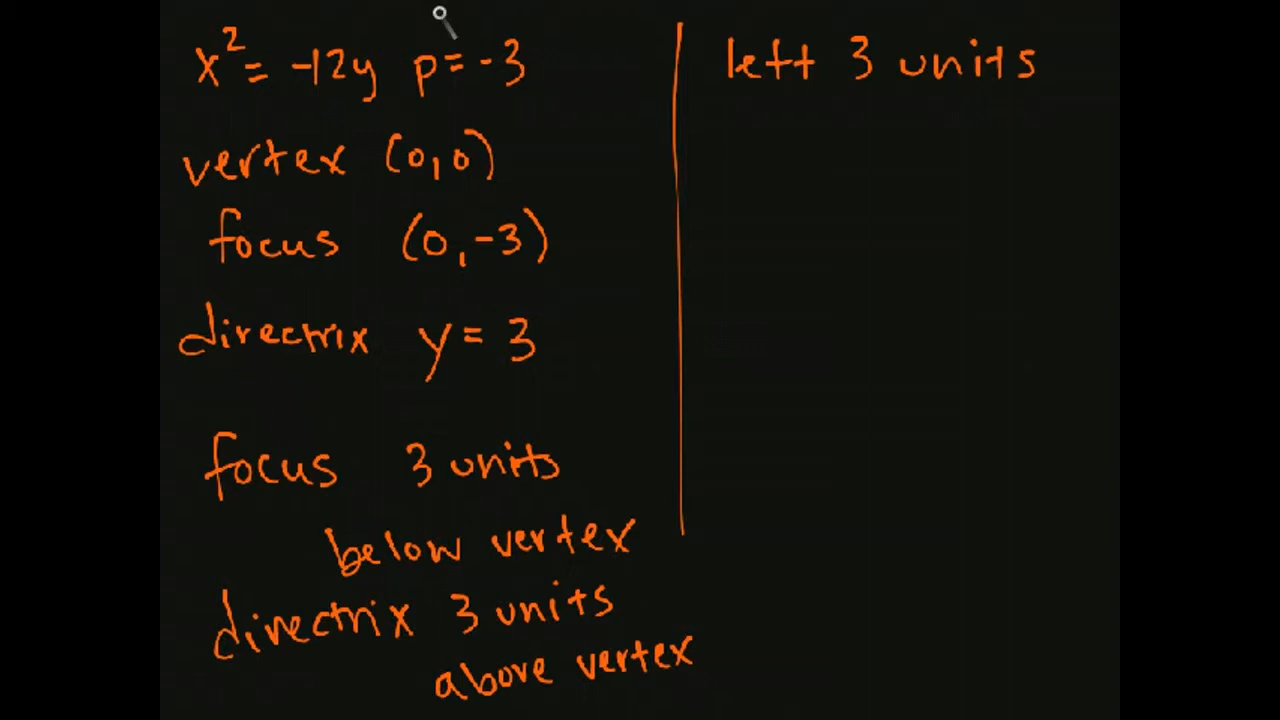 x² = -12y p = -3
vertex (0,0)
focus (0,-3)
directrix y = 3
focus 3 units
below vertex
directrix 3 units
above vertex
left 3 units